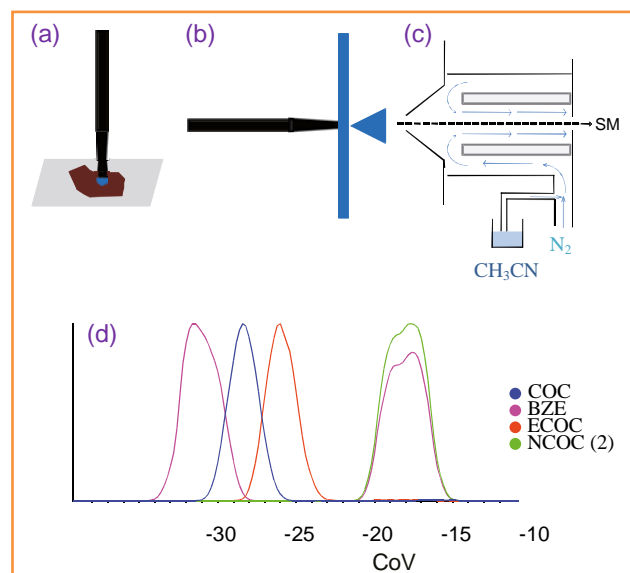 (a)
(b)
(c)
SM
CH₃CN
N₂
(d)
COC
BZE
ECOC
NCOC (2)
-30 -25 -20 -15 -10
CoV